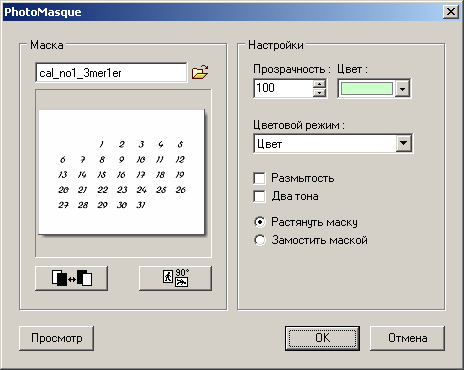 PhotoMasque
Маска
cal_no1_3mer1er
1 2 3 4 5
6 7 8 9 10 11 12
13 14 15 16 17 18 19
20 21 22 23 24 25 26
27 28 29 30 31
90°
Просмотр
Настройки
Прозрачность : Цвет :
100
Цветовой режим :
Цвет
Размытость
Два тона
Растянуть маску
Замостить маской
OK
Отмена